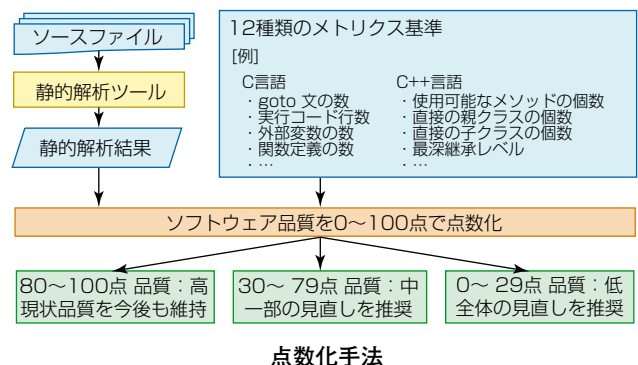 ソースファイル
静的解析ツール
静的解析結果
12種類のメトリクス基準
[例]
C言語
・goto 文の数
・実行コード行数
・外部変数の数
・関数定義の数
・…
C++言語
・使用可能なメソッドの個数
・直接の親クラスの個数
・直接の子クラスの個数
・最深継承レベル
・…
ソフトウェア品質を0〜100点で点数化
80〜100点 品質：高
現状品質を今後も維持
30〜 79点 品質：中
一部の見直しを推奨
0〜 29点 品質：低
全体の見直しを推奨
点数化手法